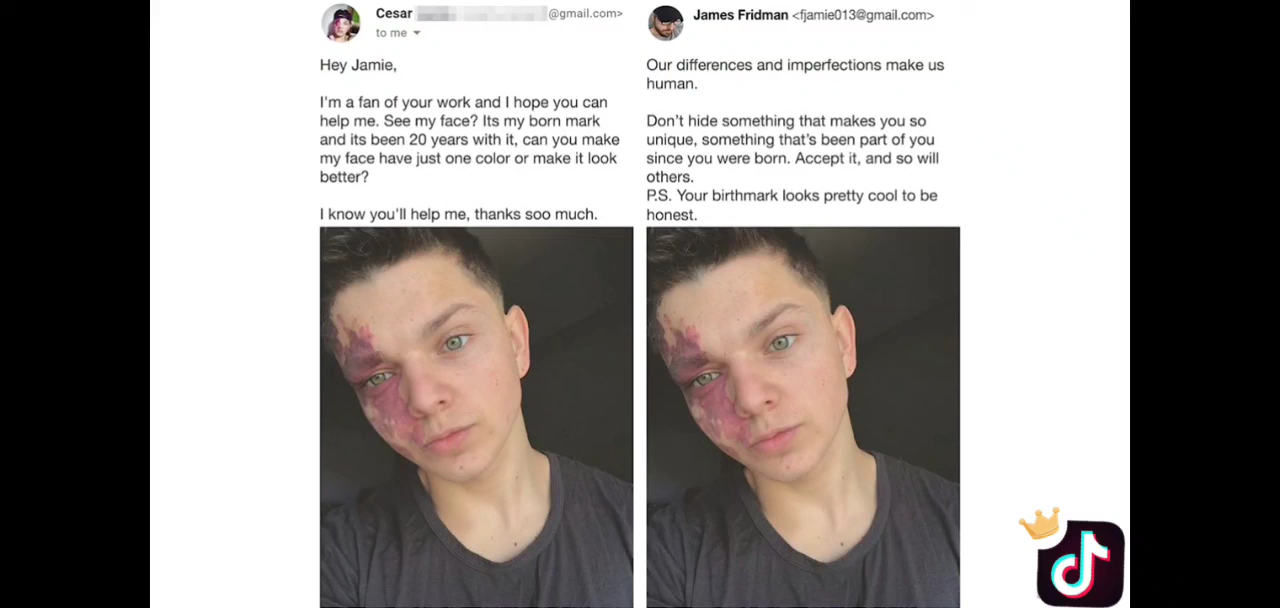 Cesar @gmail.com>
to me
Hey Jamie,
I'm a fan of your work and I hope you can
help me. See my face? Its my born mark
and its been 20 years with it, can you make
my face have just one color or make it look
better?
I know you'll help me, thanks soo much.
James Fridman <fjamie013@gmail.com>
Our differences and imperfections make us
human.
Don't hide something that makes you so
unique, something that's been part of you
since you were born. Accept it, and so will
others.
P.S. Your birthmark looks pretty cool to be
honest.